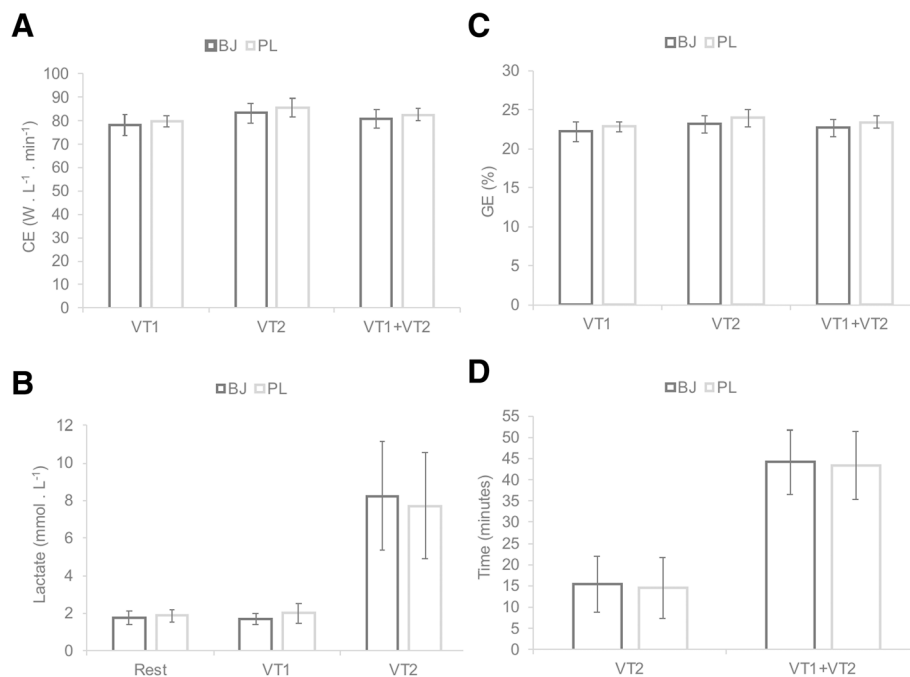 A
BJ PL
CE (W . L-1 . min-1)
100
90
80
70
60
50
40
30
20
10
0
VT1 VT2 VT1+VT2
C
BJ PL
GE (%)
30
25
20
15
10
5
0
VT1 VT2 VT1+VT2
B
BJ PL
Lactate (mmol . L-1)
12
10
8
6
4
2
0
Rest VT1 VT2
D
BJ PL
Time (minutes)
55
50
45
40
35
30
25
20
15
10
5
0
VT2 VT1+VT2